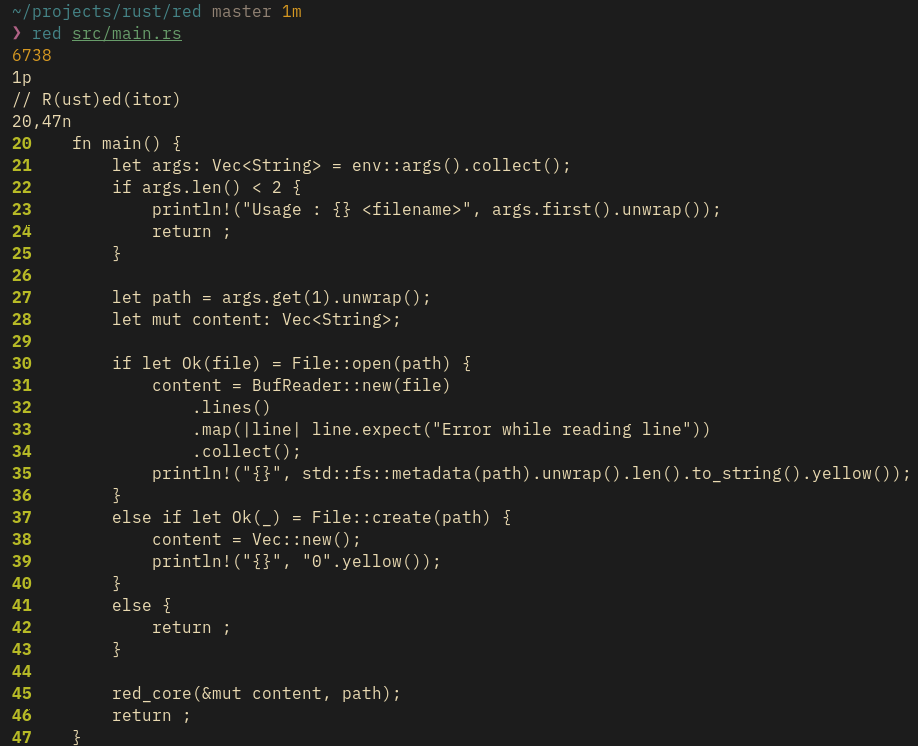 ~/projects/rust/red master 1m
❯ red src/main.rs
6738
1p
// R(ust)ed(itor)
20,47n
20    fn main() {
21        let args: Vec<String> = env::args().collect();
22        if args.len() < 2 {
23            println!("Usage : {} <filename>", args.first().unwrap());
24            return ;
25        }
26
27        let path = args.get(1).unwrap();
28        let mut content: Vec<String>;
29
30        if let Ok(file) = File::open(path) {
31            content = BufReader::new(file)
32                .lines()
33                .map(|line| line.expect("Error while reading line"))
34                .collect();
35            println!("{}", std::fs::metadata(path).unwrap().len().to_string().yellow());
36        }
37        else if let Ok(_) = File::create(path) {
38            content = Vec::new();
39            println!("{}", "0".yellow());
40        }
41        else {
42            return ;
43        }
44
45        red_core(&mut content, path);
46        return ;
47    }